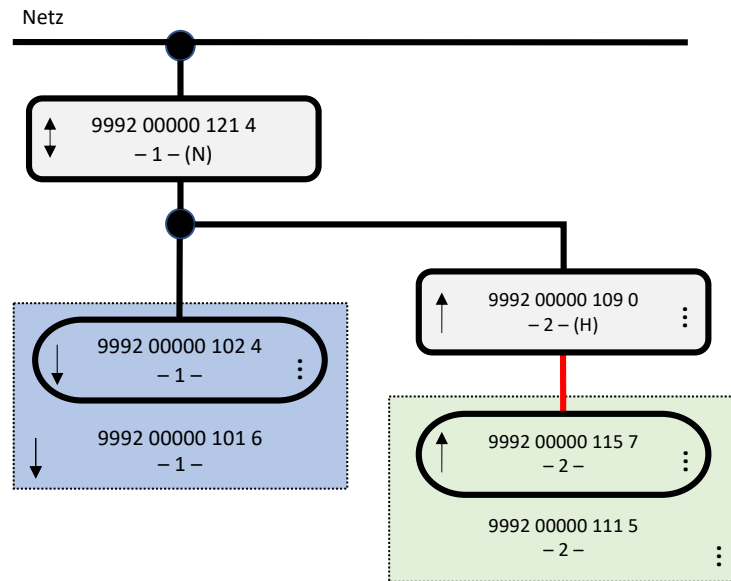 Netz
9992 00000 121 4
– 1 – (N)
9992 00000 109 0
– 2 – (H)
9992 00000 102 4
– 1 –
9992 00000 101 6
– 1 –
9992 00000 115 7
– 2 –
9992 00000 111 5
– 2 –